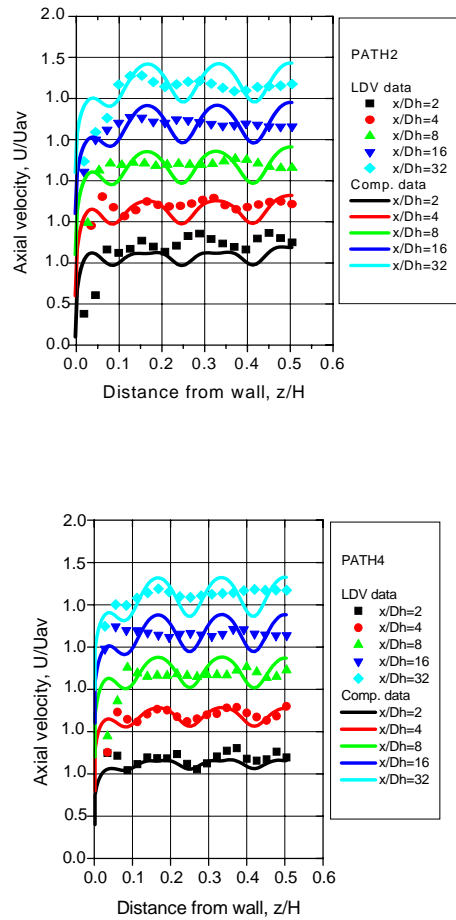 2.0
1.5
1.0
1.0
1.0
1.0
1.0
0.5
0.0
Axial velocity, U/Uav
0.0 0.1 0.2 0.3 0.4 0.5 0.6
Distance from wall, z/H
PATH2
LDV data
x/Dh=2
x/Dh=4
x/Dh=8
x/Dh=16
x/Dh=32
Comp. data
x/Dh=2
x/Dh=4
x/Dh=8
x/Dh=16
x/Dh=32
2.0
1.5
1.0
1.0
1.0
1.0
1.0
0.5
0.0
Axial velocity, U/Uav
0.0 0.1 0.2 0.3 0.4 0.5 0.6
Distance from wall, z/H
PATH4
LDV data
x/Dh=2
x/Dh=4
x/Dh=8
x/Dh=16
x/Dh=32
Comp. data
x/Dh=2
x/Dh=4
x/Dh=8
x/Dh=16
x/Dh=32